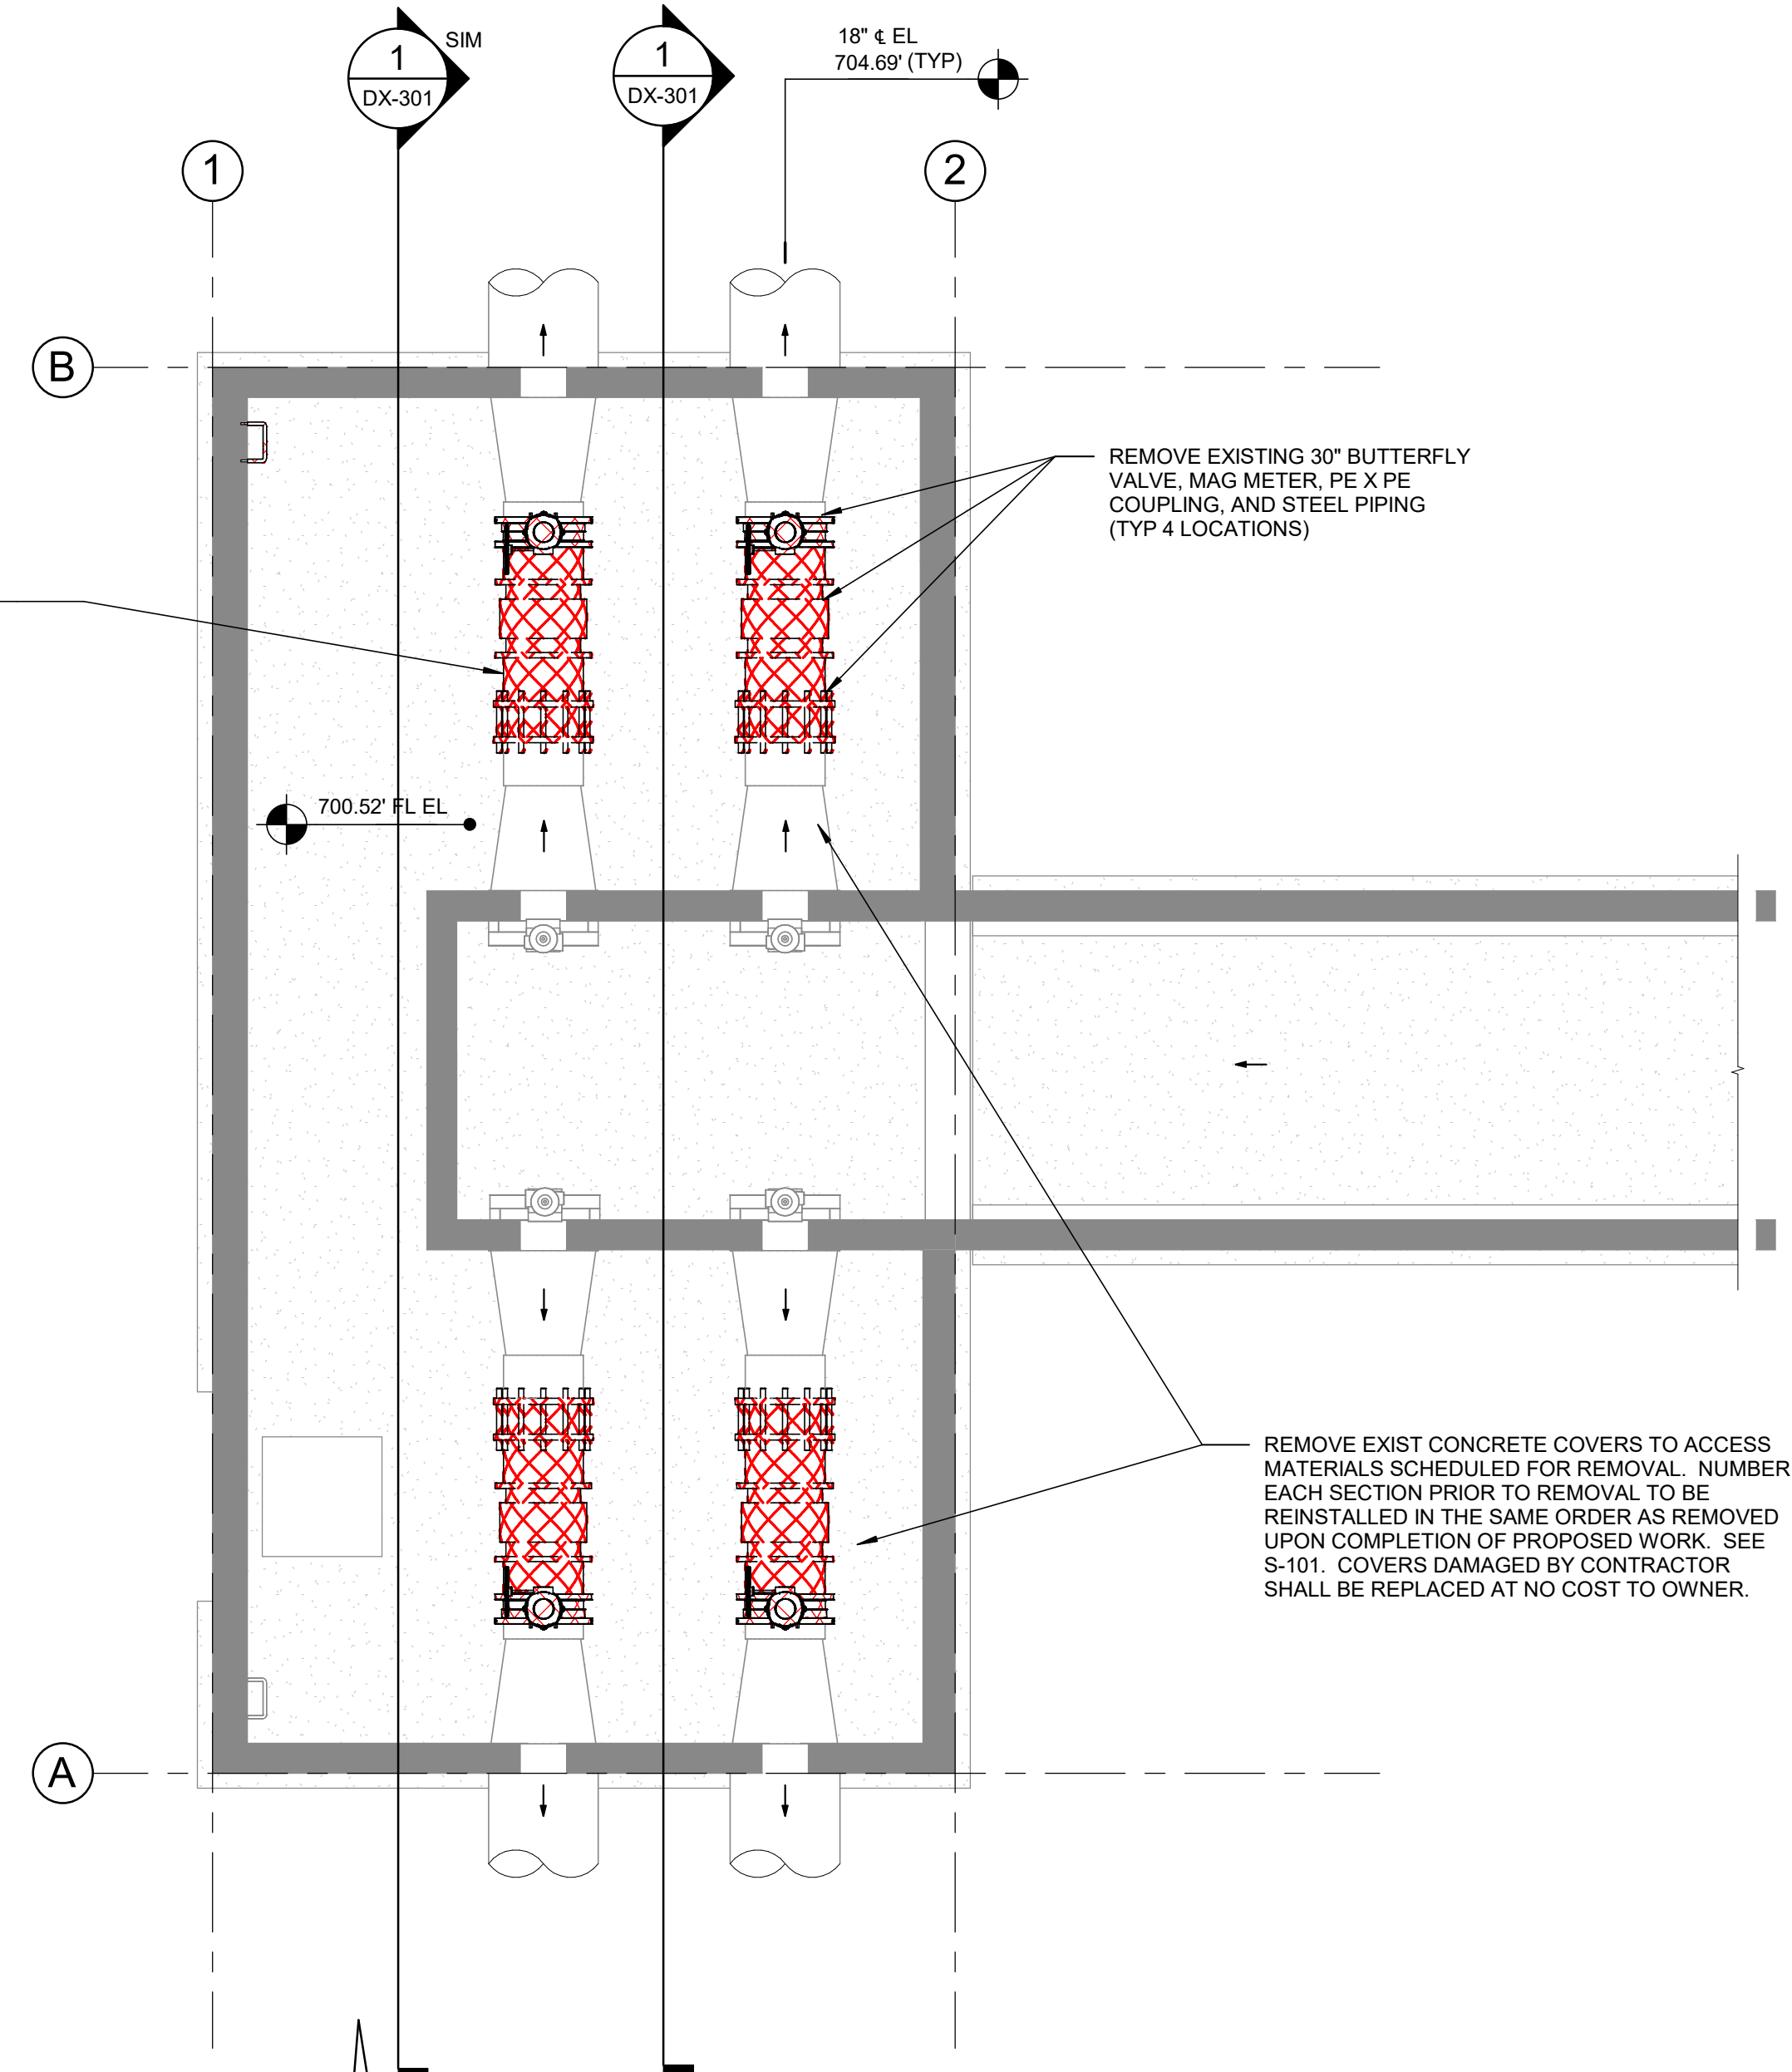 1
DX-301
SIM
1
DX-301
18" ℄ EL
704.69' (TYP)
1
2
B
REMOVE EXISTING 30" BUTTERFLY
VALVE, MAG METER, PE X PE
COUPLING, AND STEEL PIPING
(TYP 4 LOCATIONS)
700.52' FL EL
REMOVE EXIST CONCRETE COVERS TO ACCESS
MATERIALS SCHEDULED FOR REMOVAL. NUMBER
EACH SECTION PRIOR TO REMOVAL TO BE
REINSTALLED IN THE SAME ORDER AS REMOVED
UPON COMPLETION OF PROPOSED WORK. SEE
S-101. COVERS DAMAGED BY CONTRACTOR
SHALL BE REPLACED AT NO COST TO OWNER.
A